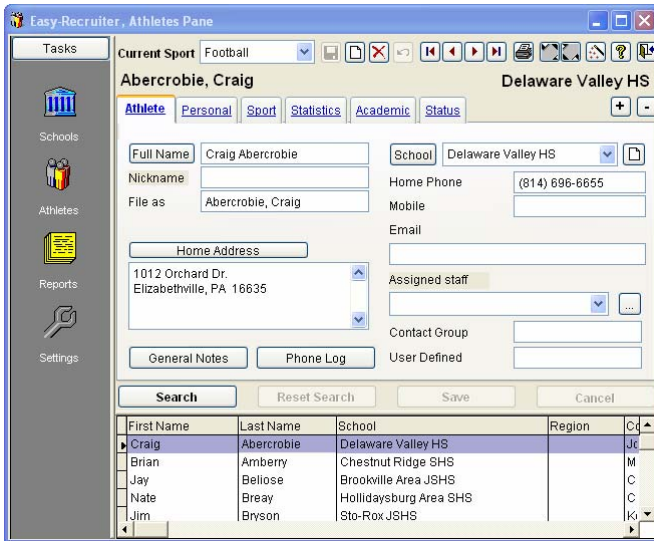 Easy-Recruiter, Athletes Pane
Tasks
Schools
Athletes
Reports
Settings
Current Sport Football
Abercrobie, Craig Delaware Valley HS
Athlete Personal Sport Statistics Academic Status + -
Full Name Craig Abercrobie
Nickname
File as Abercrobie, Craig
Home Address
1012 Orchard Dr.
Elizabethville, PA 16635
General Notes Phone Log
School Delaware Valley HS
Home Phone (814) 696-6655
Mobile
Email
Assigned staff
...
Contact Group
User Defined
Search Reset Search Save Cancel
First Name Last Name School Region
Craig Abercrobie Delaware Valley HS
Brian Amberry Chestnut Ridge SHS M
Jay Beliose Brookville Area JSHS C
Nate Breay Hollidaysburg Area SHS C
Jim Bryson Sto-Rox JSHS